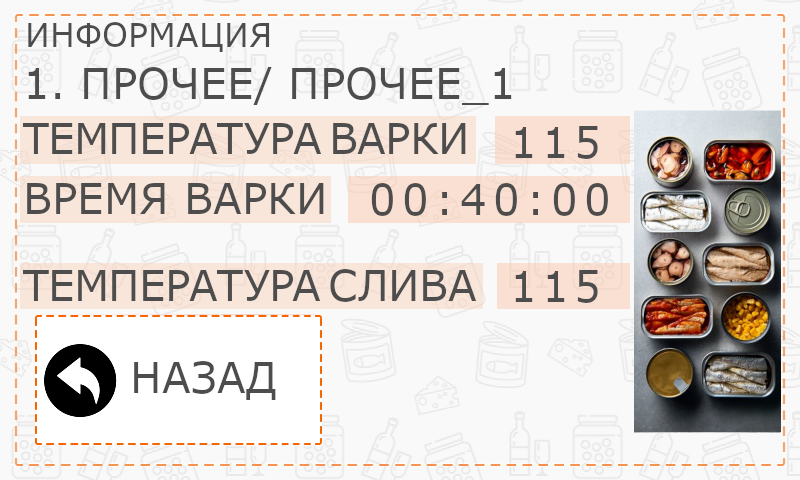 ИНФОРМАЦИЯ
1. ПРОЧЕЕ/ ПРОЧЕЕ_1
ТЕМПЕРАТУРА ВАРКИ 115
ВРЕМЯ ВАРКИ 00:40:00
ТЕМПЕРАТУРА СЛИВА 115
НАЗАД